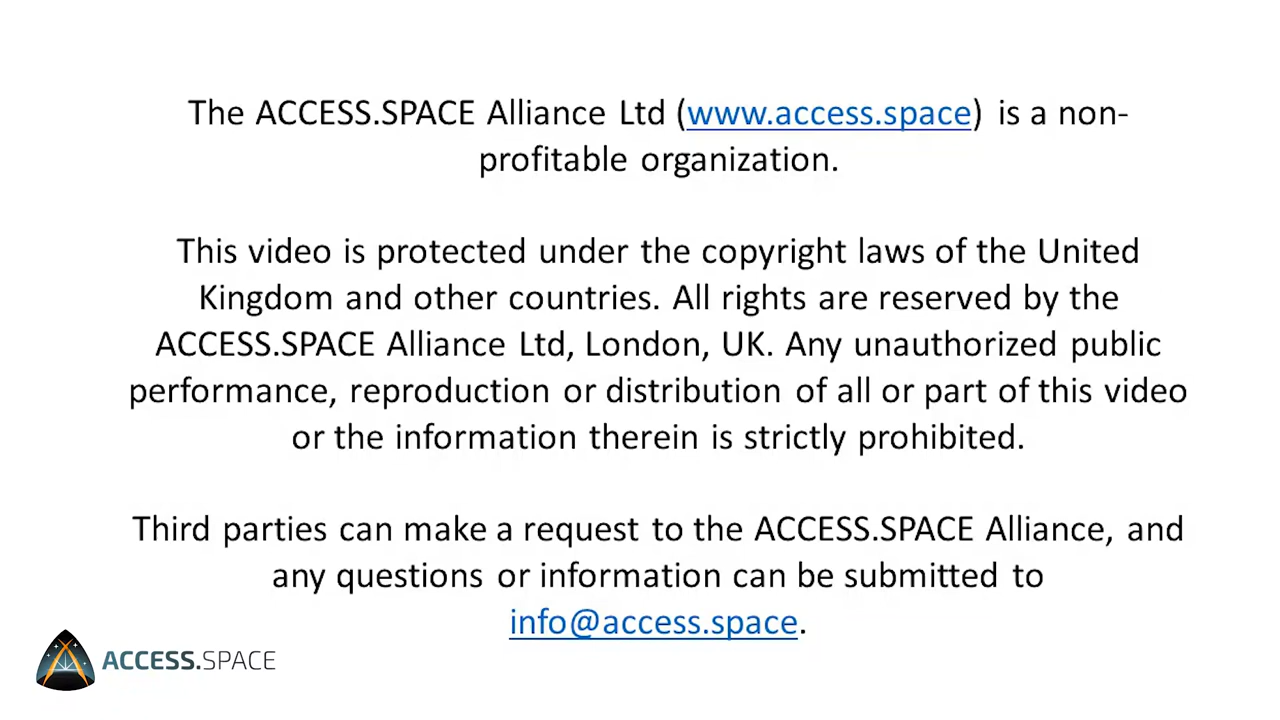 The ACCESS.SPACE Alliance Ltd (www.access.space) is a non-
profitable organization.
This video is protected under the copyright laws of the United
Kingdom and other countries. All rights are reserved by the
ACCESS.SPACE Alliance Ltd, London, UK. Any unauthorized public
performance, reproduction or distribution of all or part of this video
or the information therein is strictly prohibited.
Third parties can make a request to the ACCESS.SPACE Alliance, and
any questions or information can be submitted to
info@access.space.
ACCESS.SPACE